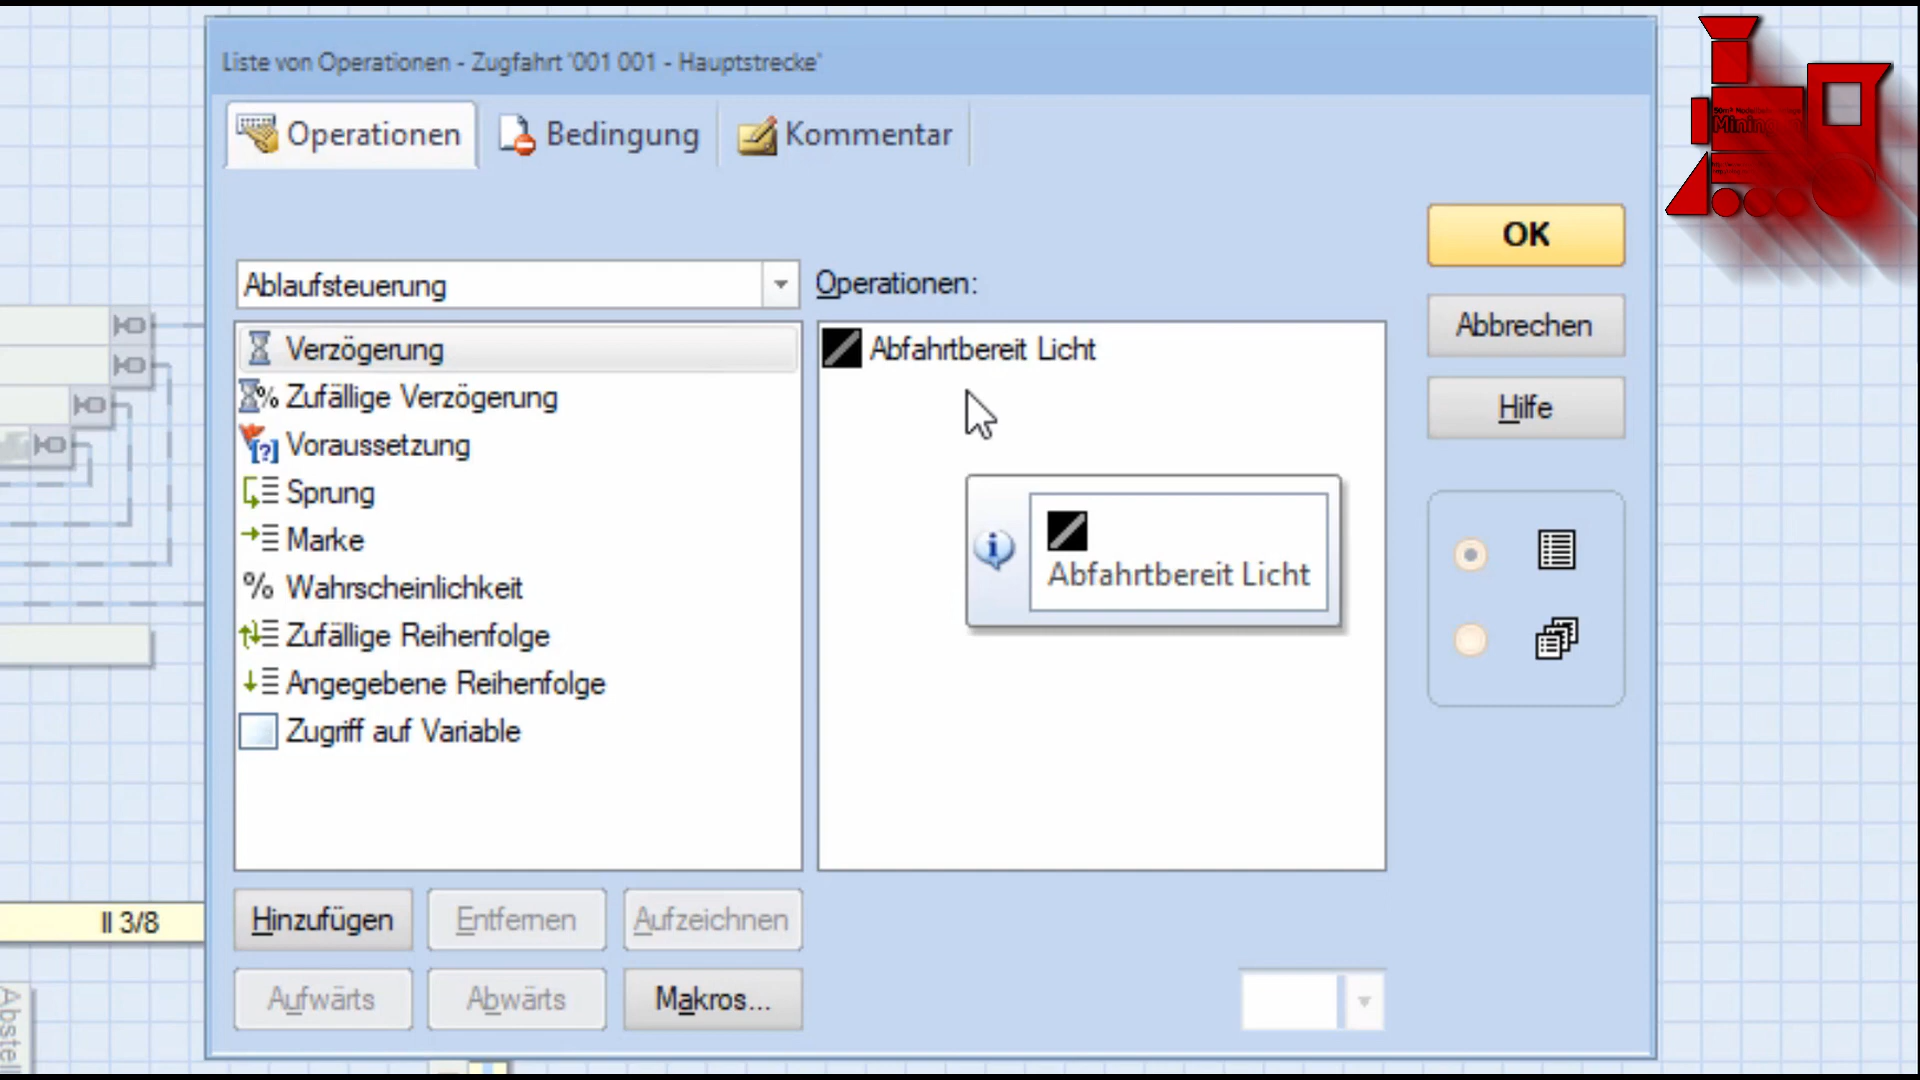 Liste von Operationen - Zugfahrt '001 001 - Hauptstrecke'
Operationen
Bedingung
Kommentar
OK
Abbrechen
Hilfe
Ablaufsteuerung
Operationen:
Verzögerung
Zufällige Verzögerung
Voraussetzung
Sprung
Marke
Wahrscheinlichkeit
Zufällige Reihenfolge
Angegebene Reihenfolge
Zugriff auf Variable
Abfahrtbereit Licht
Abfahrtbereit Licht
Hinzufügen
Entfernen
Aufzeichnen
Aufwärts
Abwärts
Makros...
II 3/8